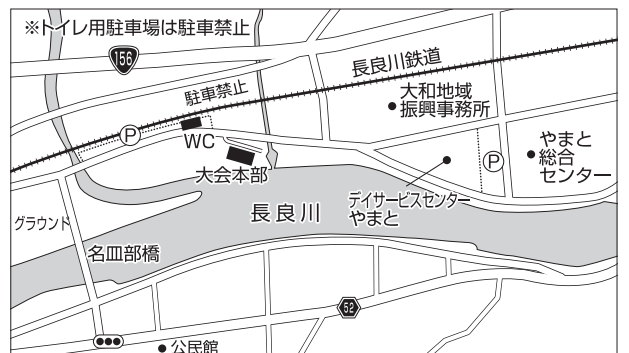 ※トイレ用駐車場は駐車禁止
156
長良川鉄道
駐車禁止
大和地域
振興事務所
P
WC
大会本部
P
やまと
総合
センター
デイサービスセンター
やまと
長良川
グラウンド
名皿部橋
52
公民館